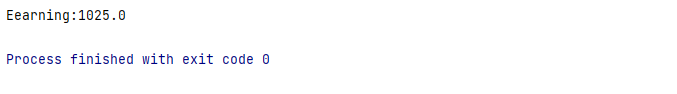 Eearning:1025.0
Process finished with exit code 0